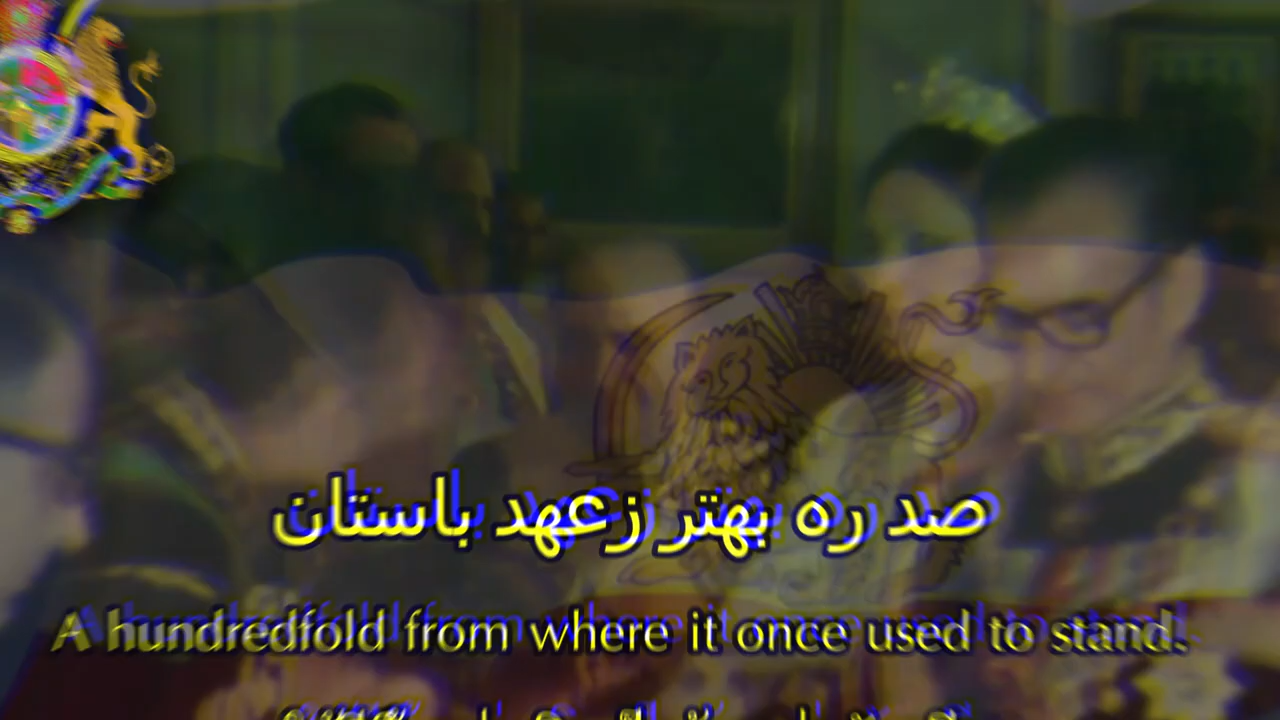 صد ره بهتر ز عهد باستان
A hundredfold from where it once used to stand.